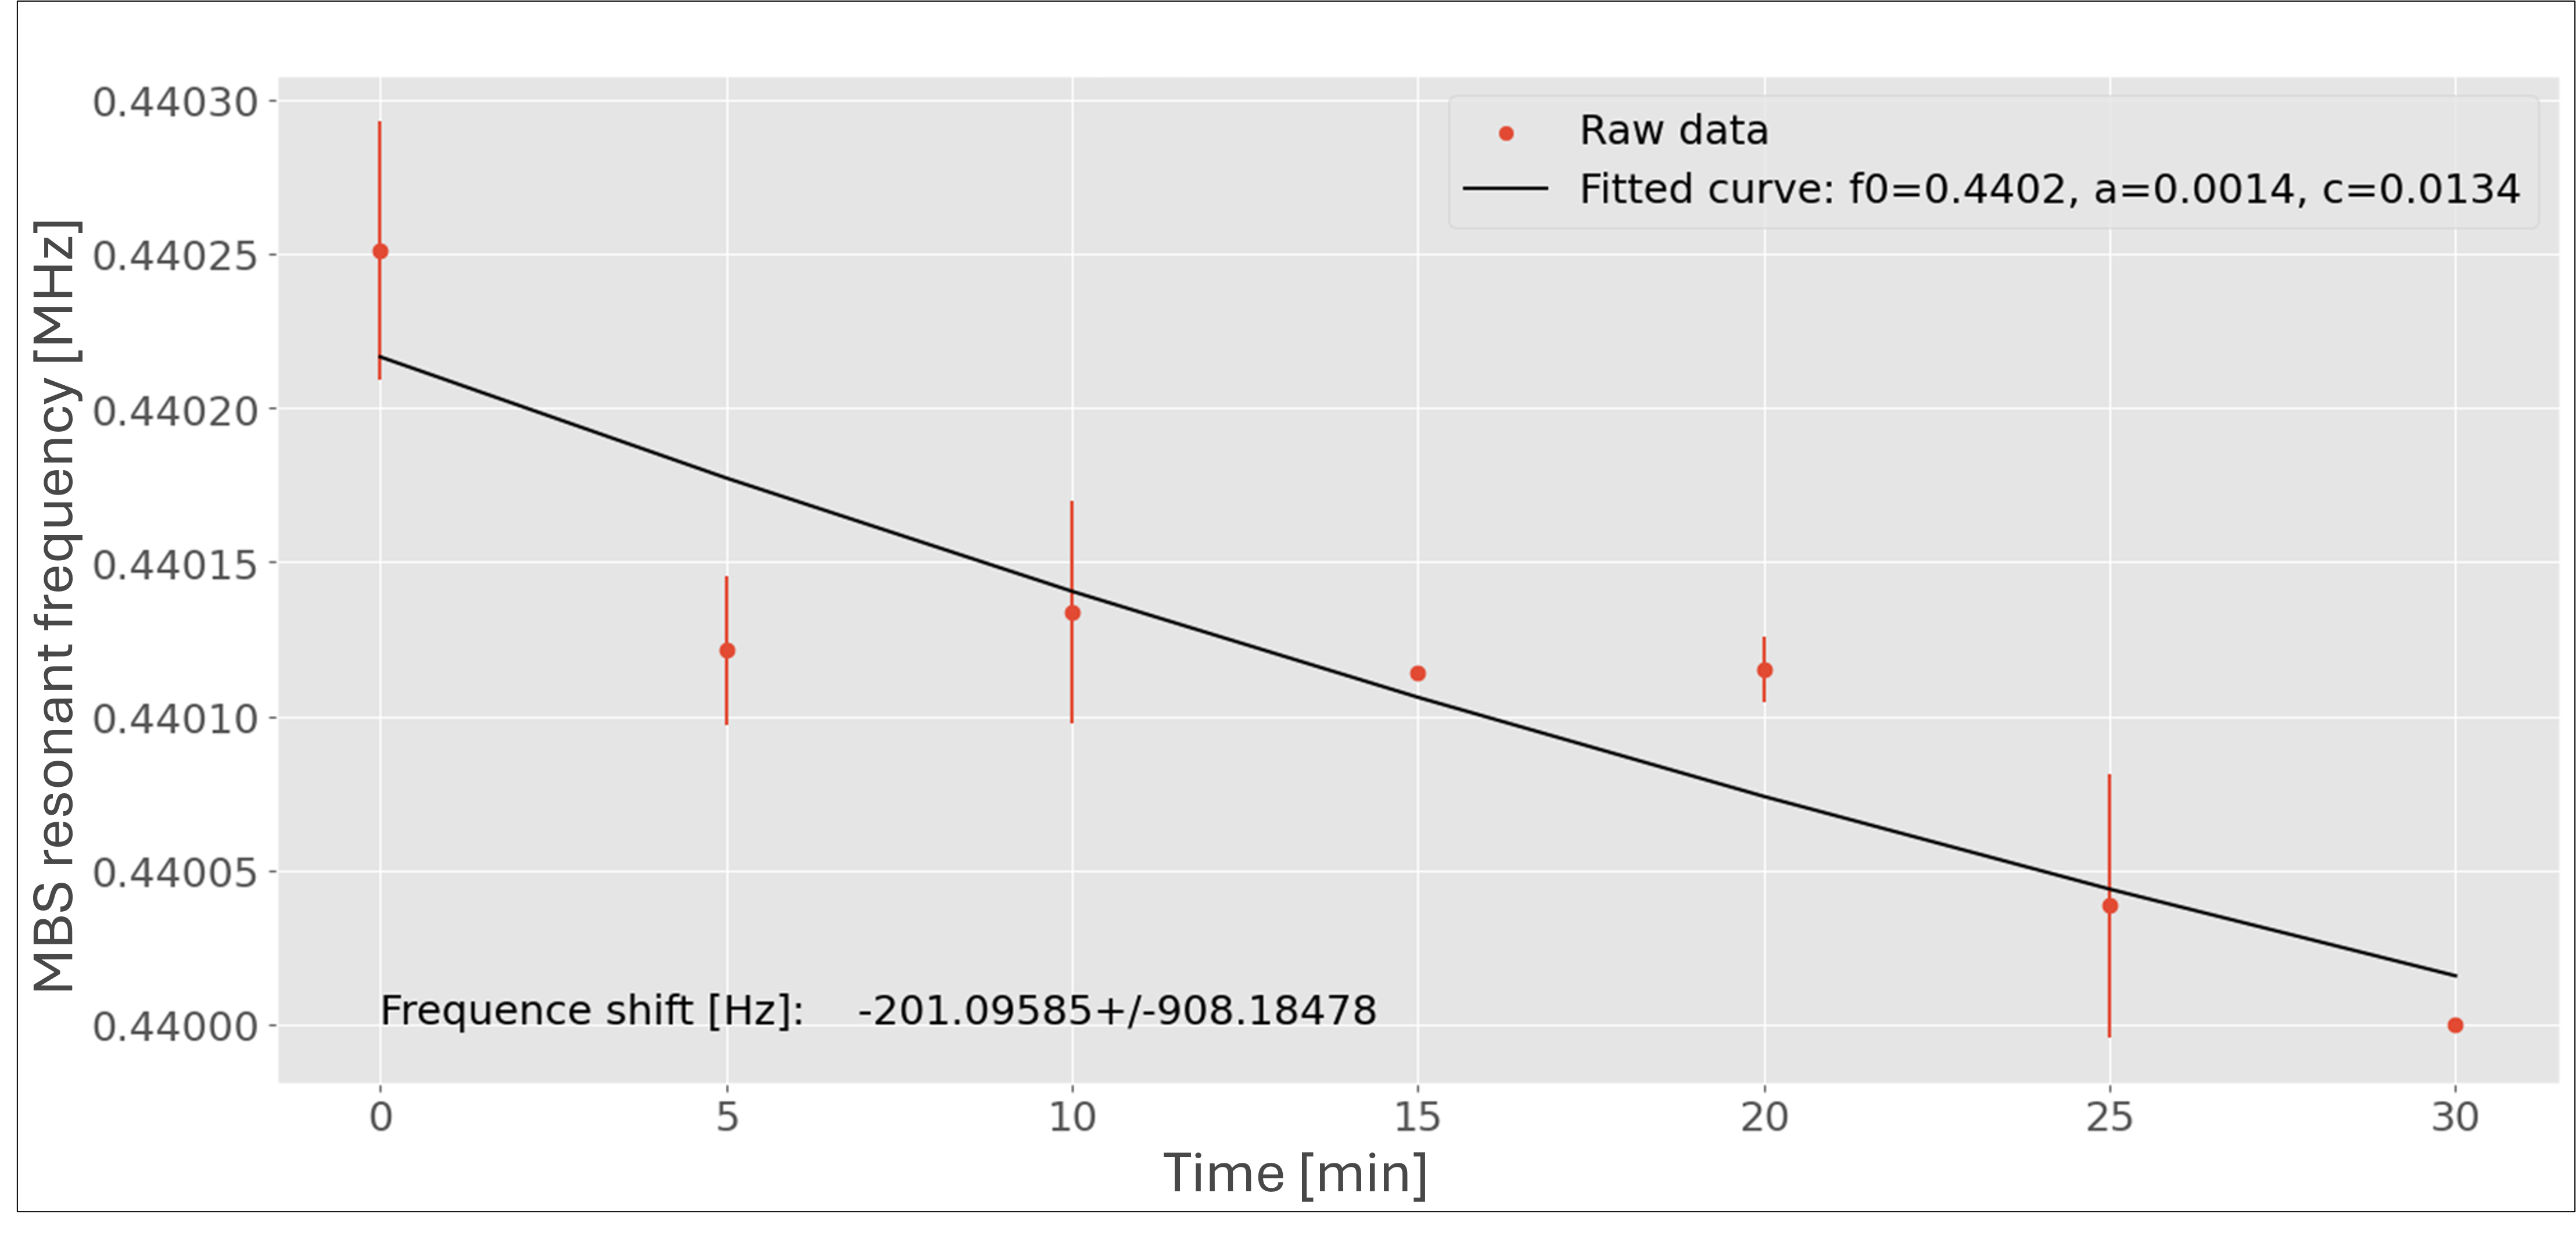 MBS resonant frequency [MHz]
0.44030
0.44025
0.44020
0.44015
0.44010
0.44005
0.44000
Raw data
Fitted curve: f0=0.4402, a=0.0014, c=0.0134
Frequence shift [Hz]: -201.09585+/-908.18478
0 5 10 15 20 25 30
Time [min]